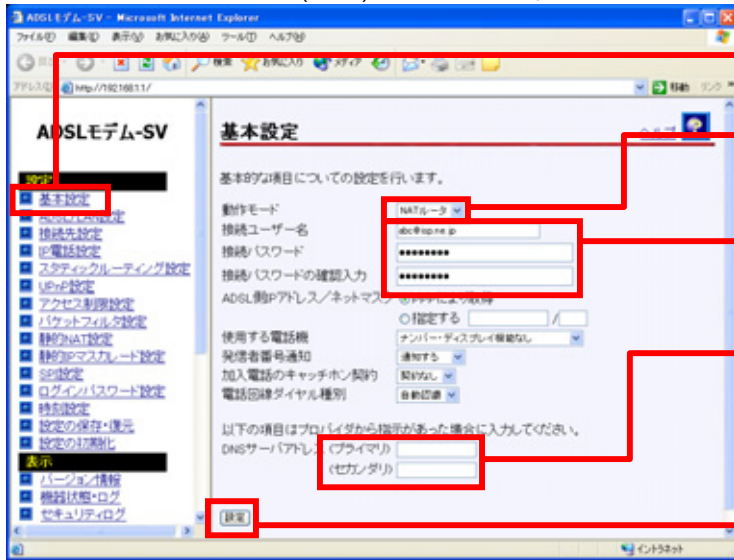 ADSLモデム-SV - Microsoft Internet Explorer
ファイル(F) 編集(E) 表示(V) お気に入り(A) ツール(T) ヘルプ(H)
検索 お気に入り メディア
アドレス(D) http://192.168.1.1/ 移動 リンク
ADSLモデム-SV
設定
基本設定
ADSL/LAN設定
接続先設定
IP電話設定
スタティックルーティング設定
UPnP設定
アクセス制限設定
パケットフィルタ設定
静的NAT設定
静的IPマスカレード設定
SPI設定
ログインパスワード設定
時刻設定
設定の保存・復元
設定の初期化
表示
バージョン情報
機器状態・ログ
セキュリティログ
基本設定
ヘルプ
基本的な項目についての設定を行います。
動作モード NATルータ
接続ユーザー名 abc@isp.ne.jp
接続パスワード ••••••••
接続パスワードの確認入力 ••••••••
ADSL側IPアドレス/ネットマスク PPPにより取得
指定する /
使用する電話機 ナンバー・ディスプレイ機能なし
発信者番号通知 通知する
加入電話のキャッチホン契約 契約なし
電話回線ダイヤル種別 自動認識
以下の項目はプロバイダから指示があった場合に入力してください。
DNSサーバアドレス (プライマリ)
(セカンダリ)
設定
イントラネット